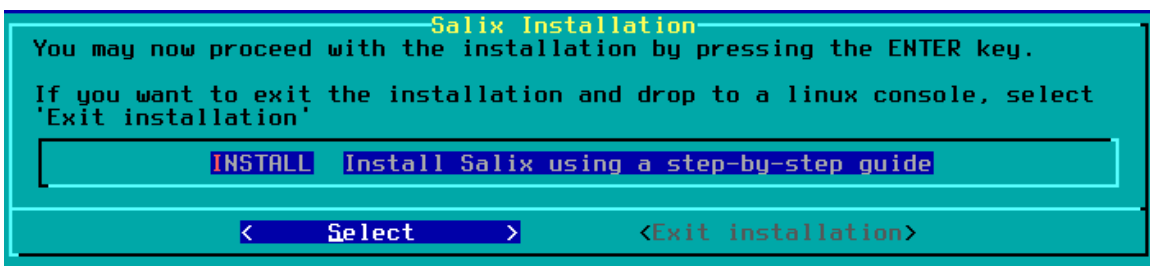 Salix Installation
You may now proceed with the installation by pressing the ENTER key.
If you want to exit the installation and drop to a linux console, select
'Exit installation'
INSTALL Install Salix using a step-by-step guide
< Select > <Exit installation>